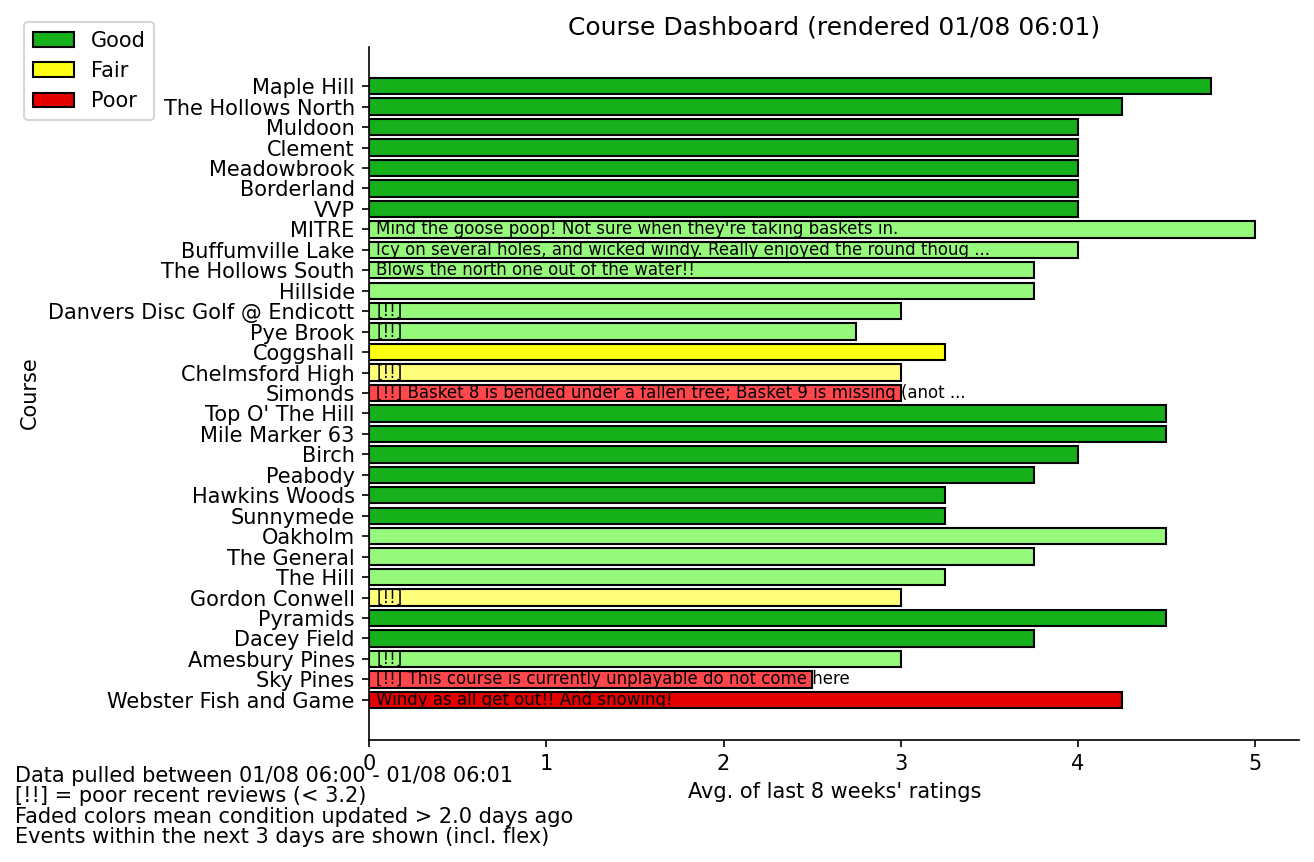 Course Dashboard (rendered 01/08 06:01)
Good
Fair
Poor
Maple Hill
The Hollows North
Muldoon
Clement
Meadowbrook
Borderland
VVP
MITRE Mind the goose poop! Not sure when they're taking baskets in.
Buffumville Lake Icy on several holes, and wicked windy. Really enjoyed the round thoug ...
The Hollows South Blows the north one out of the water!!
Hillside
Danvers Disc Golf @ Endicott [!!]
Pye Brook [!!]
Coggshall
Chelmsford High [!!]
Simonds [!!] Basket 8 is bended under a fallen tree; Basket 9 is missing (anot ...
Top O' The Hill
Mile Marker 63
Birch
Peabody
Hawkins Woods
Sunnymede
Oakholm
The General
The Hill
Gordon Conwell [!!]
Pyramids
Dacey Field
Amesbury Pines [!!]
Sky Pines [!!] This course is currently unplayable do not come here
Webster Fish and Game Windy as all get out!! And snowing!
Course
0 1 2 3 4 5
Avg. of last 8 weeks' ratings
Data pulled between 01/08 06:00 - 01/08 06:01
[!!] = poor recent reviews (< 3.2)
Faded colors mean condition updated > 2.0 days ago
Events within the next 3 days are shown (incl. flex)